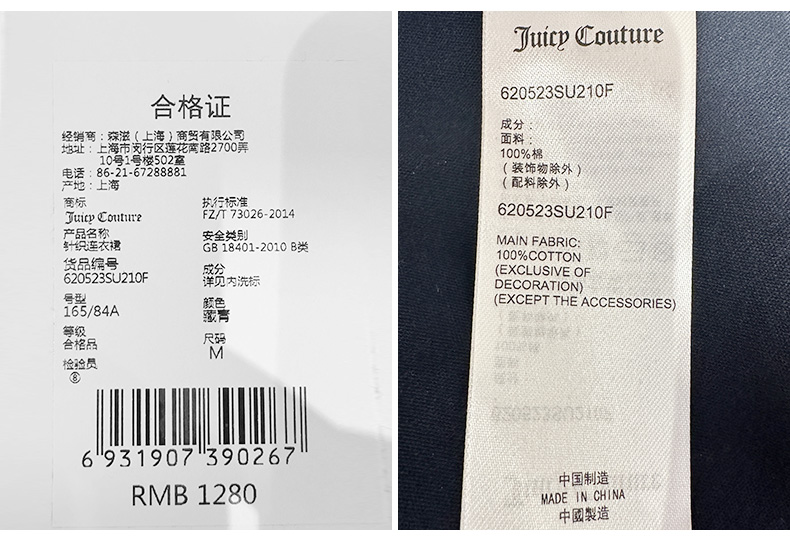 合格证
经销商：森滋（上海）商贸有限公司
地址：上海市闵行区莲花南路2700弄
10号1号楼502室
电话：86-21-67288881
产地：上海
商标
Juicy Couture
产品名称
针织连衣裙
货品编号
620523SU210F
号型
165/84A
等级
合格品
检验员
⑧
执行标准
FZ/T 73026-2014
安全类别
GB 18401-2010 B类
成分
详见内洗标
颜色
藏青
尺码
M
6 931907 390267
RMB 1280
Juicy Couture
620523SU210F
成分：
面料：
100%棉
（装饰物除外）
（配料除外）
620523SU210F
MAIN FABRIC:
100%COTTON
(EXCLUSIVE OF
DECORATION)
(EXCEPT THE ACCESSORIES)
中国制造
MADE IN CHINA
中國製造